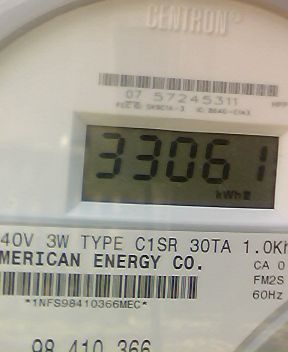 CENTRON®
07 57245311
33061
kWh
40V 3W TYPE C1SR 30TA 1.0Kh
MERICAN ENERGY CO.
CA 0
FM2S
60Hz
*1NFS98410366MEC*
98 410 366